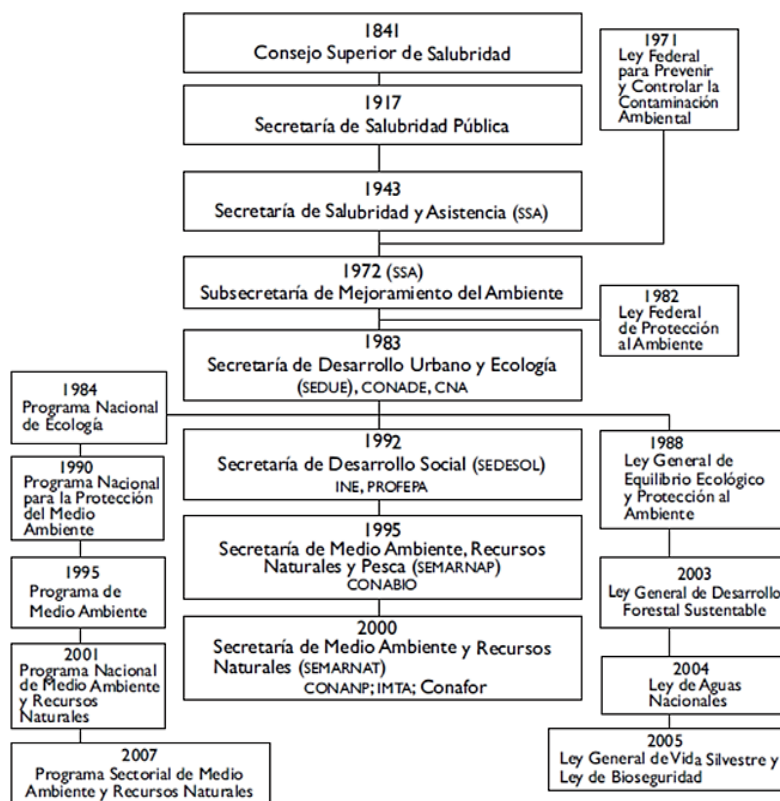 1841
Consejo Superior de Salubridad
1971
Ley Federal
para Prevenir
y Controlar la
Contaminación
Ambiental
1917
Secretaría de Salubridad Pública
1943
Secretaría de Salubridad y Asistencia (SSA)
1972 (SSA)
Subsecretaría de Mejoramiento del Ambiente
1982
Ley Federal
de Protección
al Ambiente
1983
Secretaría de Desarrollo Urbano y Ecología
(SEDUE), CONADE, CNA
1984
Programa Nacional
de Ecología
1992
Secretaría de Desarrollo Social (SEDESOL)
INE, PROFEPA
1988
Ley General de
Equilibrio Ecológico
y Protección al
Ambiente
1990
Programa Nacional
para la Protección
del Medio
Ambiente
1995
Secretaría de Medio Ambiente, Recursos
Naturales y Pesca (SEMARNAP)
CONABIO
1995
Programa de
Medio Ambiente
2003
Ley General de Desarrollo
Forestal Sustentable
2000
Secretaría de Medio Ambiente y Recursos
Naturales (SEMARNAT)
CONANP; IMTA; Conafor
2001
Programa Nacional
de Medio Ambiente
y Recursos
Naturales
2004
Ley de Aguas
Nacionales
2007
Programa Sectorial de Medio
Ambiente y Recursos Naturales
2005
Ley General de Vida Silvestre y
Ley de Bioseguridad